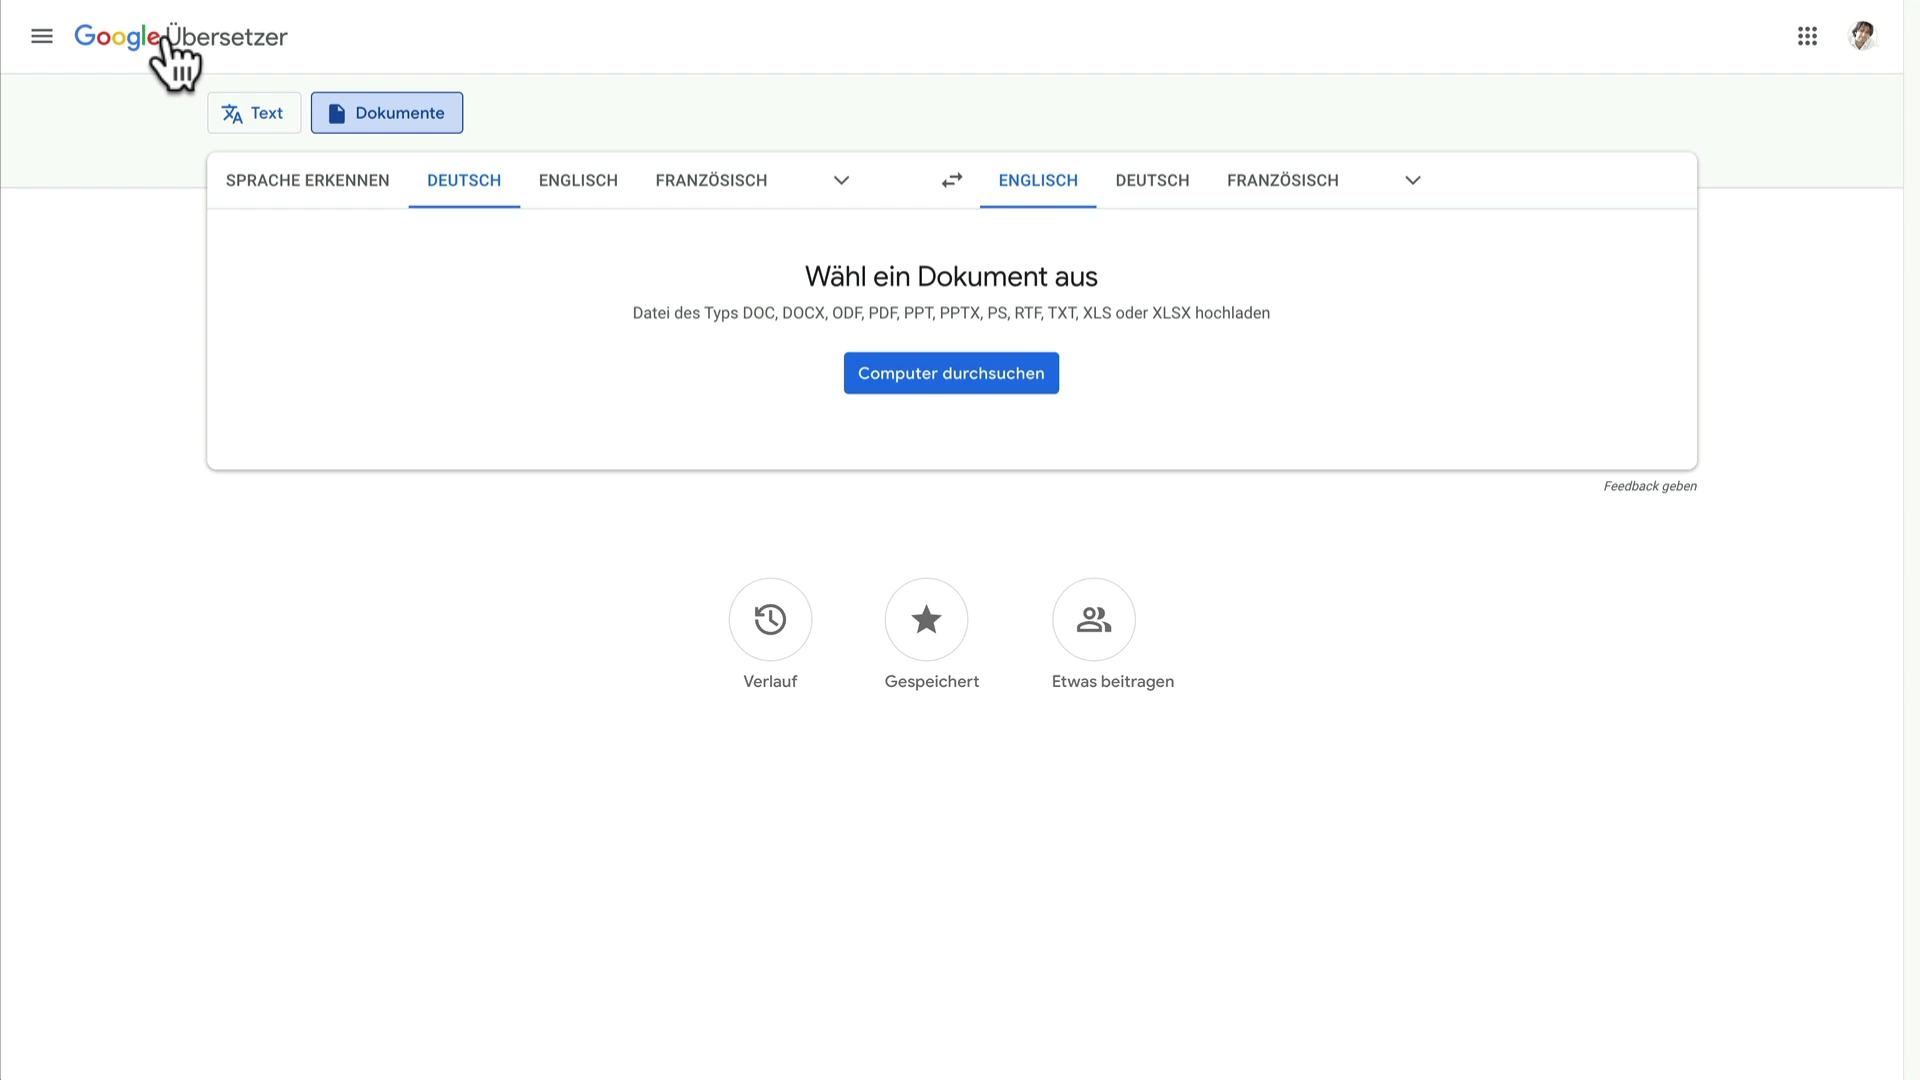 Google Übersetzer
Text
Dokumente
SPRACHE ERKENNEN DEUTSCH ENGLISCH FRANZÖSISCH ENGLISCH DEUTSCH FRANZÖSISCH
Wähl ein Dokument aus
Datei des Typs DOC, DOCX, ODF, PDF, PPT, PPTX, PS, RTF, TXT, XLS oder XLSX hochladen
Computer durchsuchen
Feedback geben
Verlauf
Gespeichert
Etwas beitragen